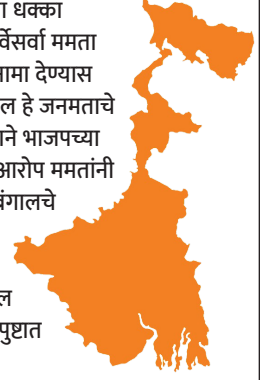 ा धक्का
र्वेसर्वा ममता
नामा देण्यास
ल हे जनमताचे
ाने भाजपच्या
आरोप ममतांनी
बंगालचे
ल
पुष्टात